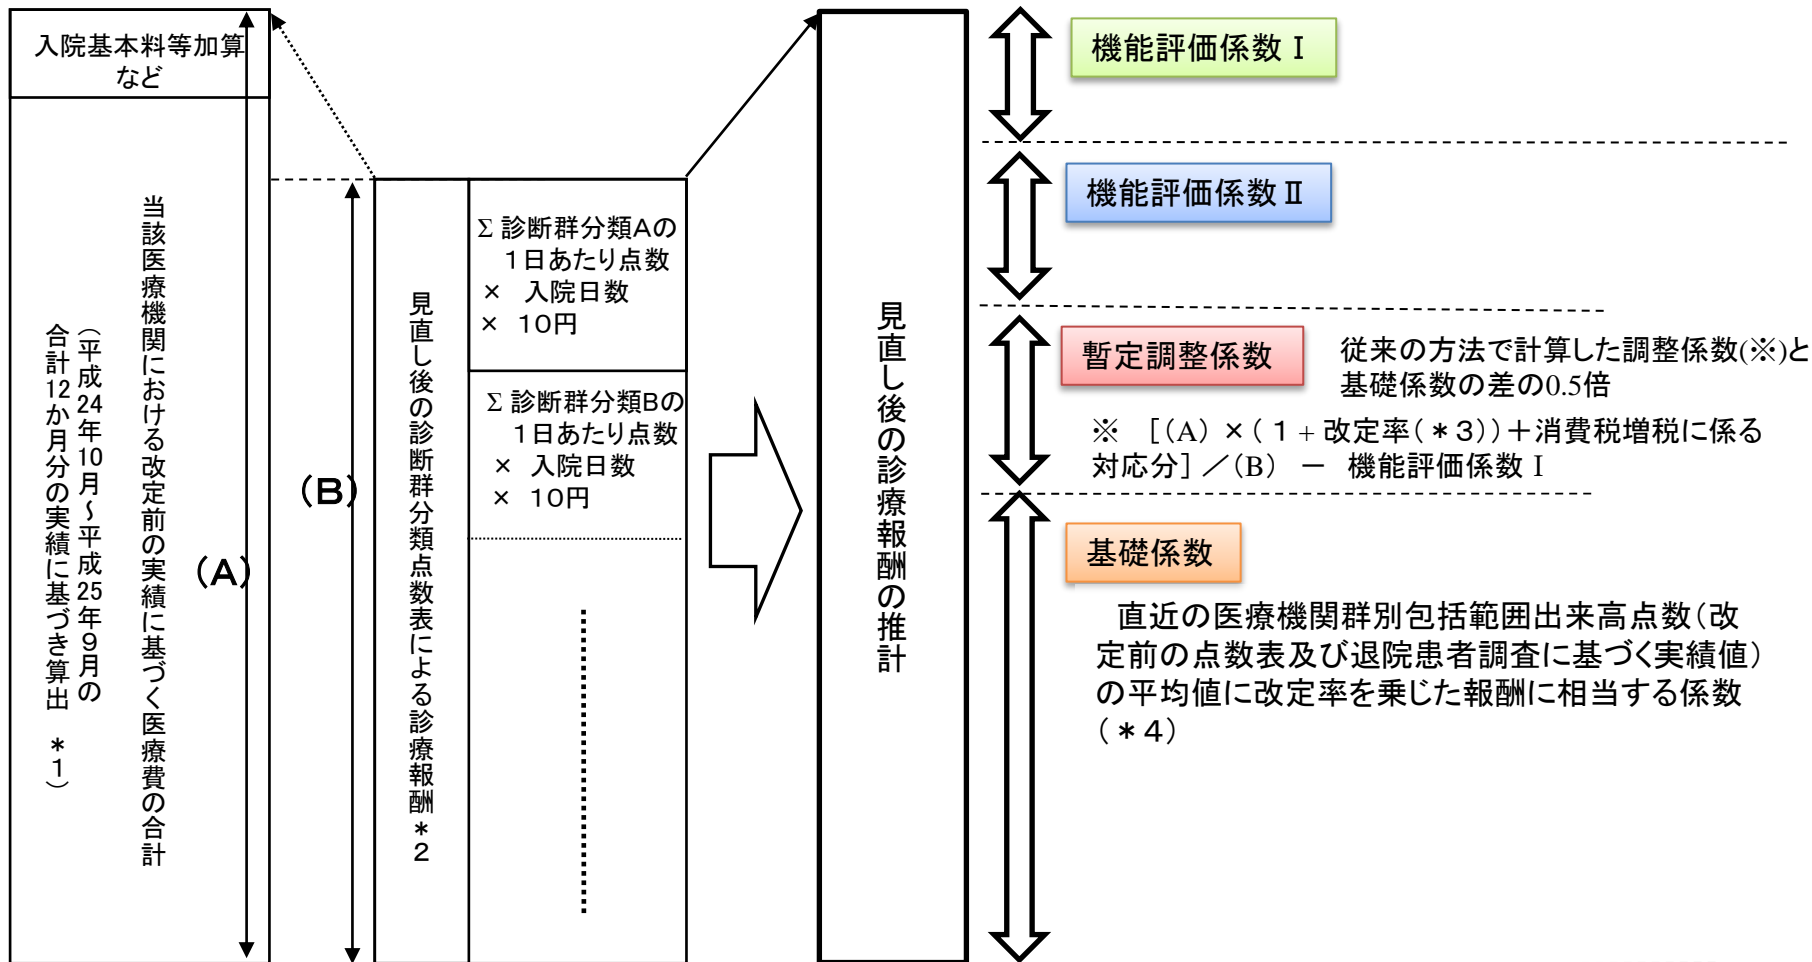 入院基本料等加算
など
当該医療機関における改定前の実績に基づく医療費の合計
（平成24年10月～平成25年９月の
合計12か月分の実績に基づき算出　＊１）
（A）
（B）
見直し後の診断群分類点数表による診療報酬＊２
Σ 診断群分類Aの
１日あたり点数
×　入院日数
×　10円
Σ 診断群分類Bの
１日あたり点数
×　入院日数
×　10円
見直し後の診療報酬の推計
機能評価係数Ⅰ
機能評価係数Ⅱ
暫定調整係数
従来の方法で計算した調整係数(※)と
基礎係数の差の0.5倍
※　[(A) ×(１+改定率(＊３))＋消費税増税に係る
対応分] ／(B)　－　機能評価係数Ⅰ
基礎係数
直近の医療機関群別包括範囲出来高点数（改
定前の点数表及び退院患者調査に基づく実績値）
の平均値に改定率を乗じた報酬に相当する係数
（＊４）